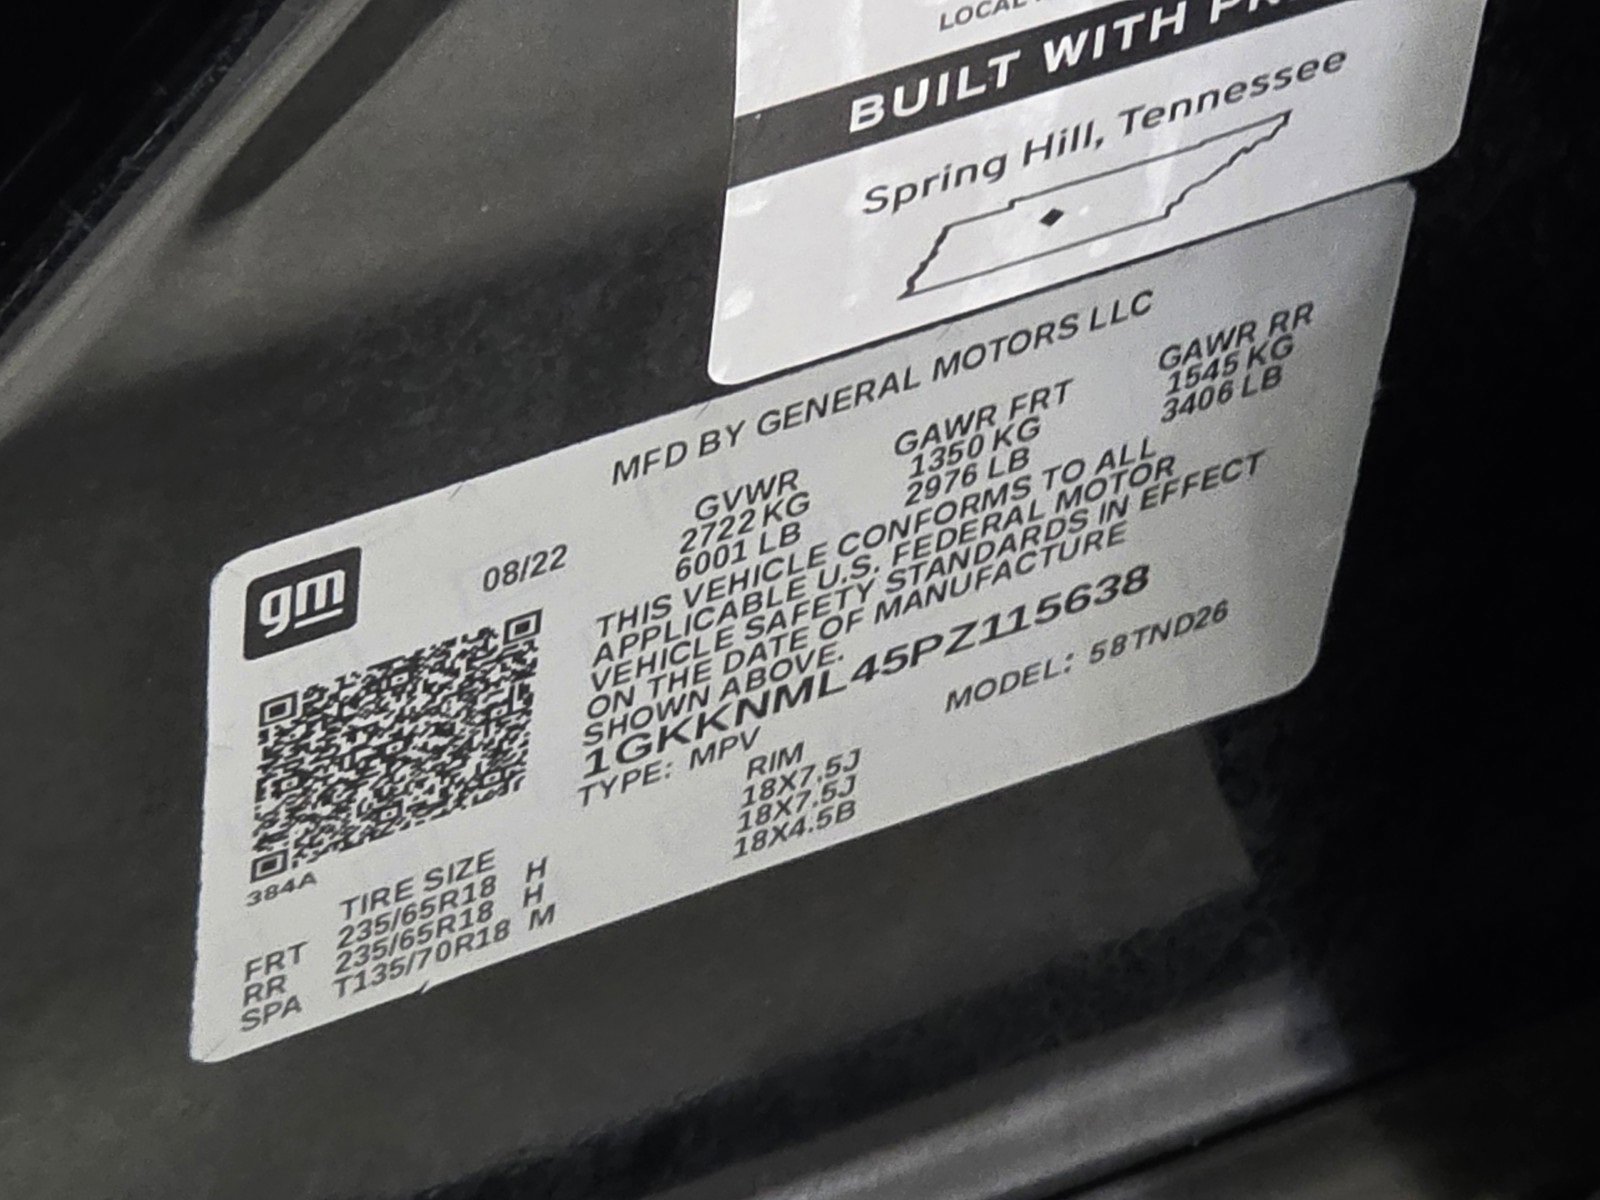 LOCAL
BUILT WITH
Spring Hill, Tennessee
MFD BY GENERAL MOTORS LLC
gm
08/22
GVWR GAWR FRT GAWR RR
2722 KG 1350 KG 1545 KG
6001 LB 2976 LB 3406 LB
THIS VEHICLE CONFORMS TO ALL
APPLICABLE U.S. FEDERAL MOTOR
VEHICLE SAFETY STANDARDS IN EFFECT
ON THE DATE OF MANUFACTURE
SHOWN ABOVE.
1GKKNML45PZ115638
TYPE: MPV MODEL: 58TND26
384A
TIRE SIZE RIM
FRT 235/65R18 H 18X7.5J
RR 235/65R18 H 18X7.5J
SPA T135/70R18 M 18X4.5B